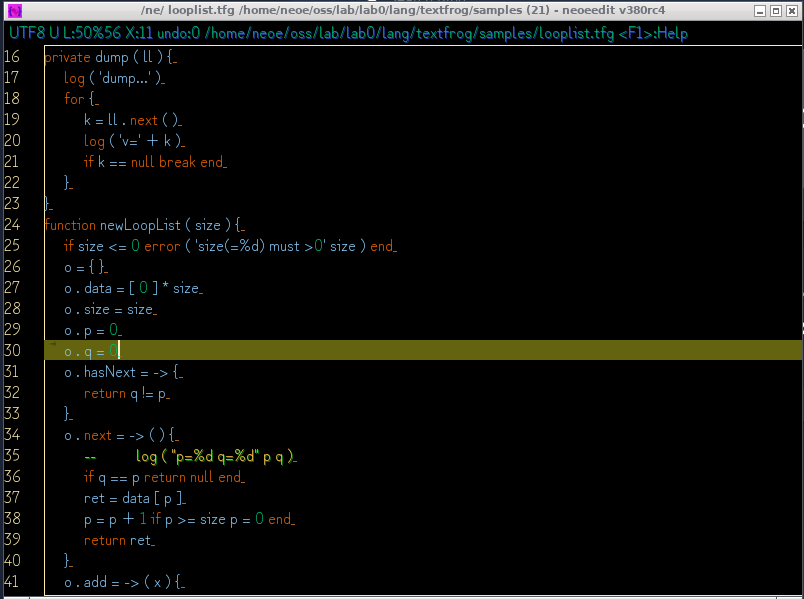 /ne/ looplist.tfg /home/neoe/oss/lab/lab0/lang/textfrog/samples (21) - neoeedit v380rc4
UTF8 U L:50%56 X:11 undo:0 /home/neoe/oss/lab/lab0/lang/textfrog/samples/looplist.tfg <F1>:Help
16 private dump ( ll ) {
17 log ( 'dump...' )
18 for {
19 k = ll . next ( )
20 log ( 'v=' + k )
21 if k == null break end
22 }
23 }
24 function newLoopList ( size ) {
25 if size <= 0 error ( 'size(=%d) must >0' size ) end
26 o = { }
27 o . data = [ 0 ] * size
28 o . size = size
29 o . p = 0
30 o . q = 0
31 o . hasNext = -> {
32 return q != p
33 }
34 o . next = -> ( ) {
35 -- log ( "p=%d q=%d" p q )
36 if q == p return null end
37 ret = data [ p ]
38 p = p + 1 if p >= size p = 0 end
39 return ret
40 }
41 o . add = -> ( x ) {